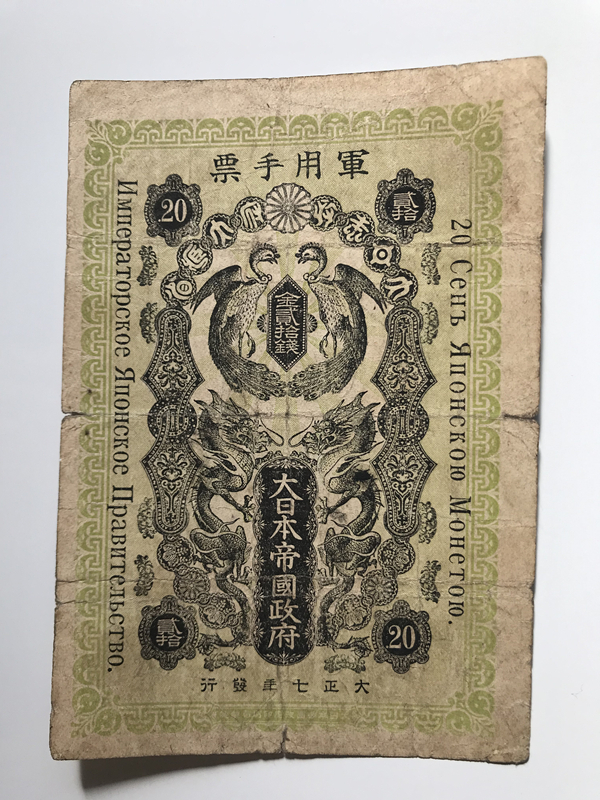 軍用手票
20
貳拾
金貳拾錢
大日本帝國政府
貳拾
20
大正七年發行
Императорское Японское Правительство.
20 Сенъ Японскою Монетою.